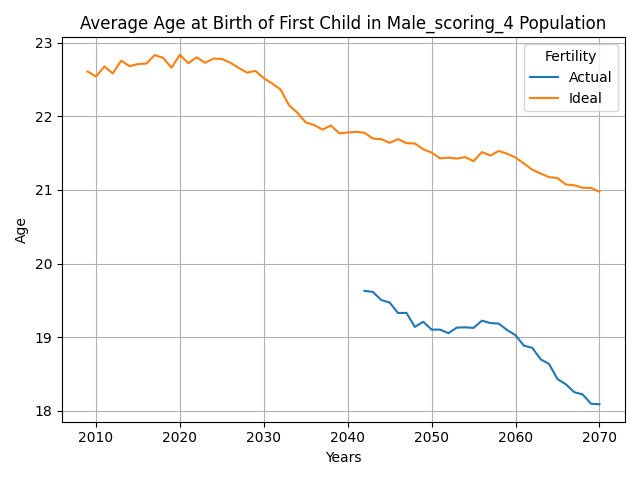 Average Age at Birth of First Child in Male_scoring_4 Population
23
22
21
20
19
18
Age
2010 2020 2030 2040 2050 2060 2070
Years
Fertility
Actual
Ideal